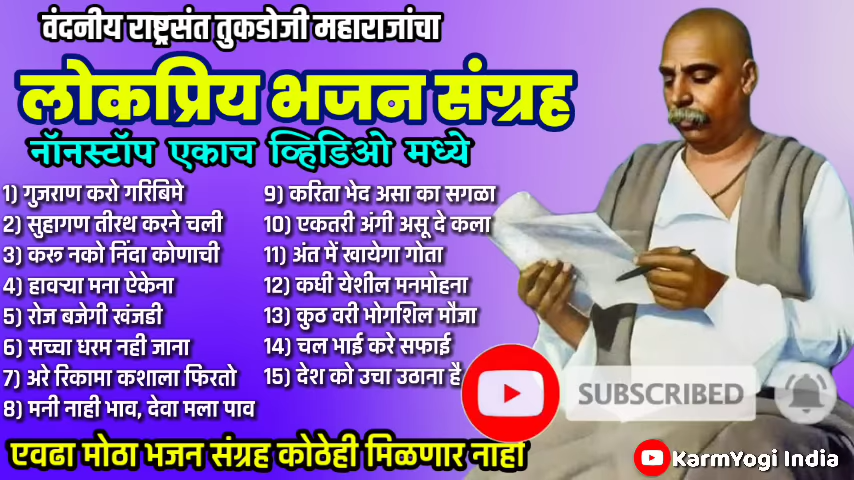 वंदनीय राष्ट्रसंत तुकडोजी महाराजांचा
लोकप्रिय भजन संग्रह
नॉनस्टॉप एकाच व्हिडिओ मध्ये
1) गुजराण करो गरिबिमे
2) सुहागण तीरथ करने चली
3) करू नको निंदा कोणाची
4) हावऱ्या मना ऐकेना
5) रोज बजेगी खंजडी
6) सच्चा धरम नही जाना
7) अरे रिकामा कशाला फिरतो
8) मनी नाही भाव, देवा मला पाव
9) करिता भेद असा का सगळा
10) एकतरी अंगी असू दे कला
11) अंत में खायेगा गोता
12) कधी येशील मनमोहना
13) कुठ वरी भोगशिल मौजा
14) चल भाई करे सफाई
15) देश को उचा उठाना है
SUBSCRIBED
एवढा मोठा भजन संग्रह कोठेही मिळणार नाही
KarmYogi India